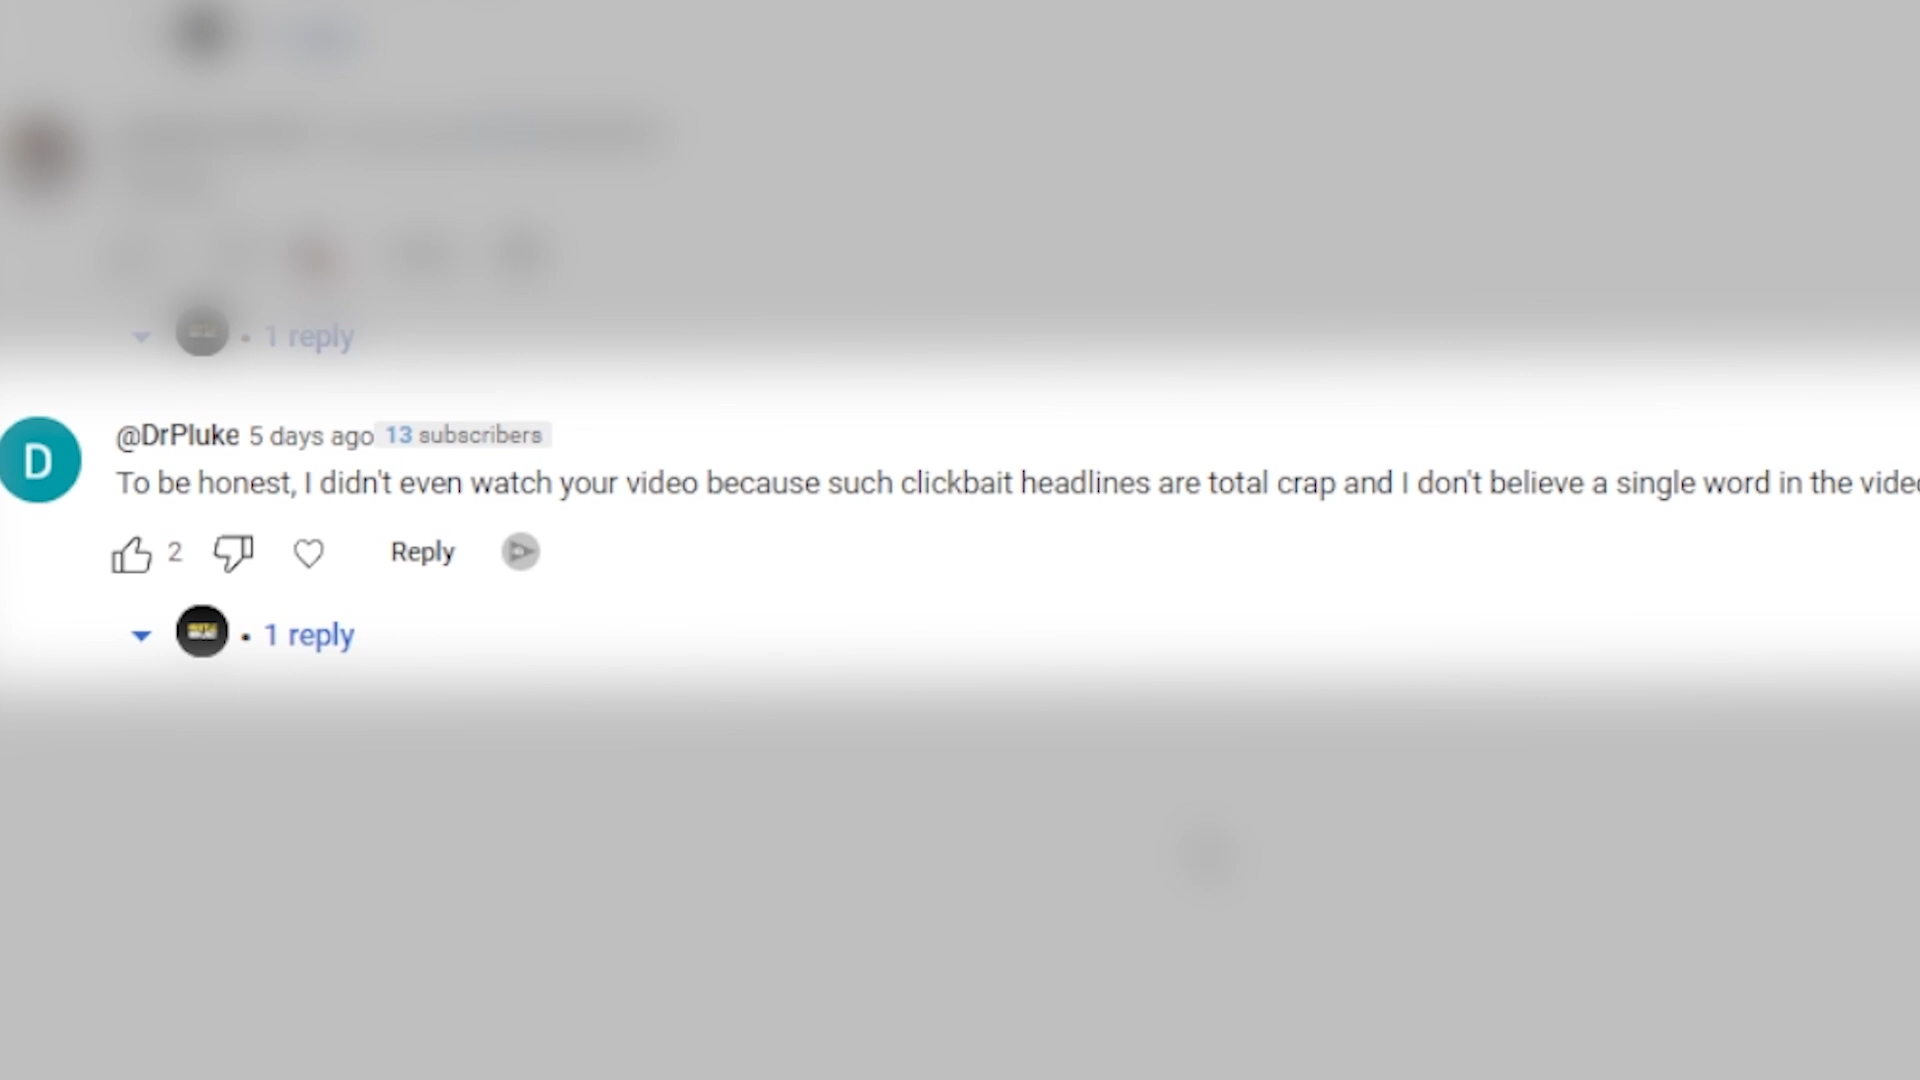 1 reply
@DrPluke 5 days ago 13 subscribers
To be honest, I didn't even watch your video because such clickbait headlines are total crap and I don't believe a single word in the video
2 Reply
1 reply